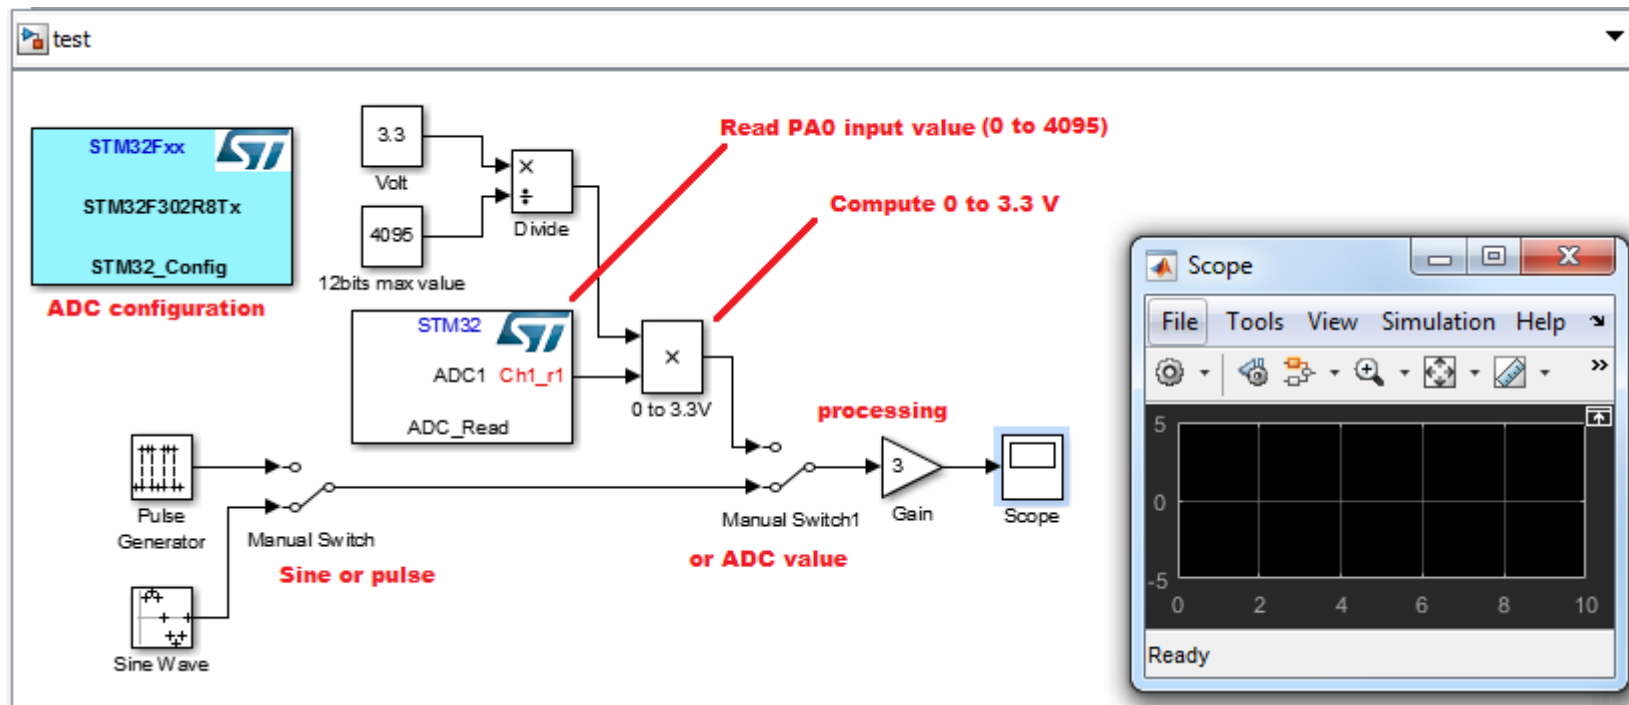 test
STM32Fxx
STM32F302R8Tx
STM32_Config
ADC configuration
3.3
Volt
4095
12bits max value
×
÷
Divide
Read PA0 input value (0 to 4095)
Compute 0 to 3.3 V
STM32
ADC1 Ch1_r1
ADC_Read
×
0 to 3.3V
Pulse
Generator
Sine Wave
Manual Switch
Sine or pulse
Manual Switch1
or ADC value
processing
3
Gain
Scope
Scope
File Tools View Simulation Help
»
5
0
-5
0 2 4 6 8 10
Ready